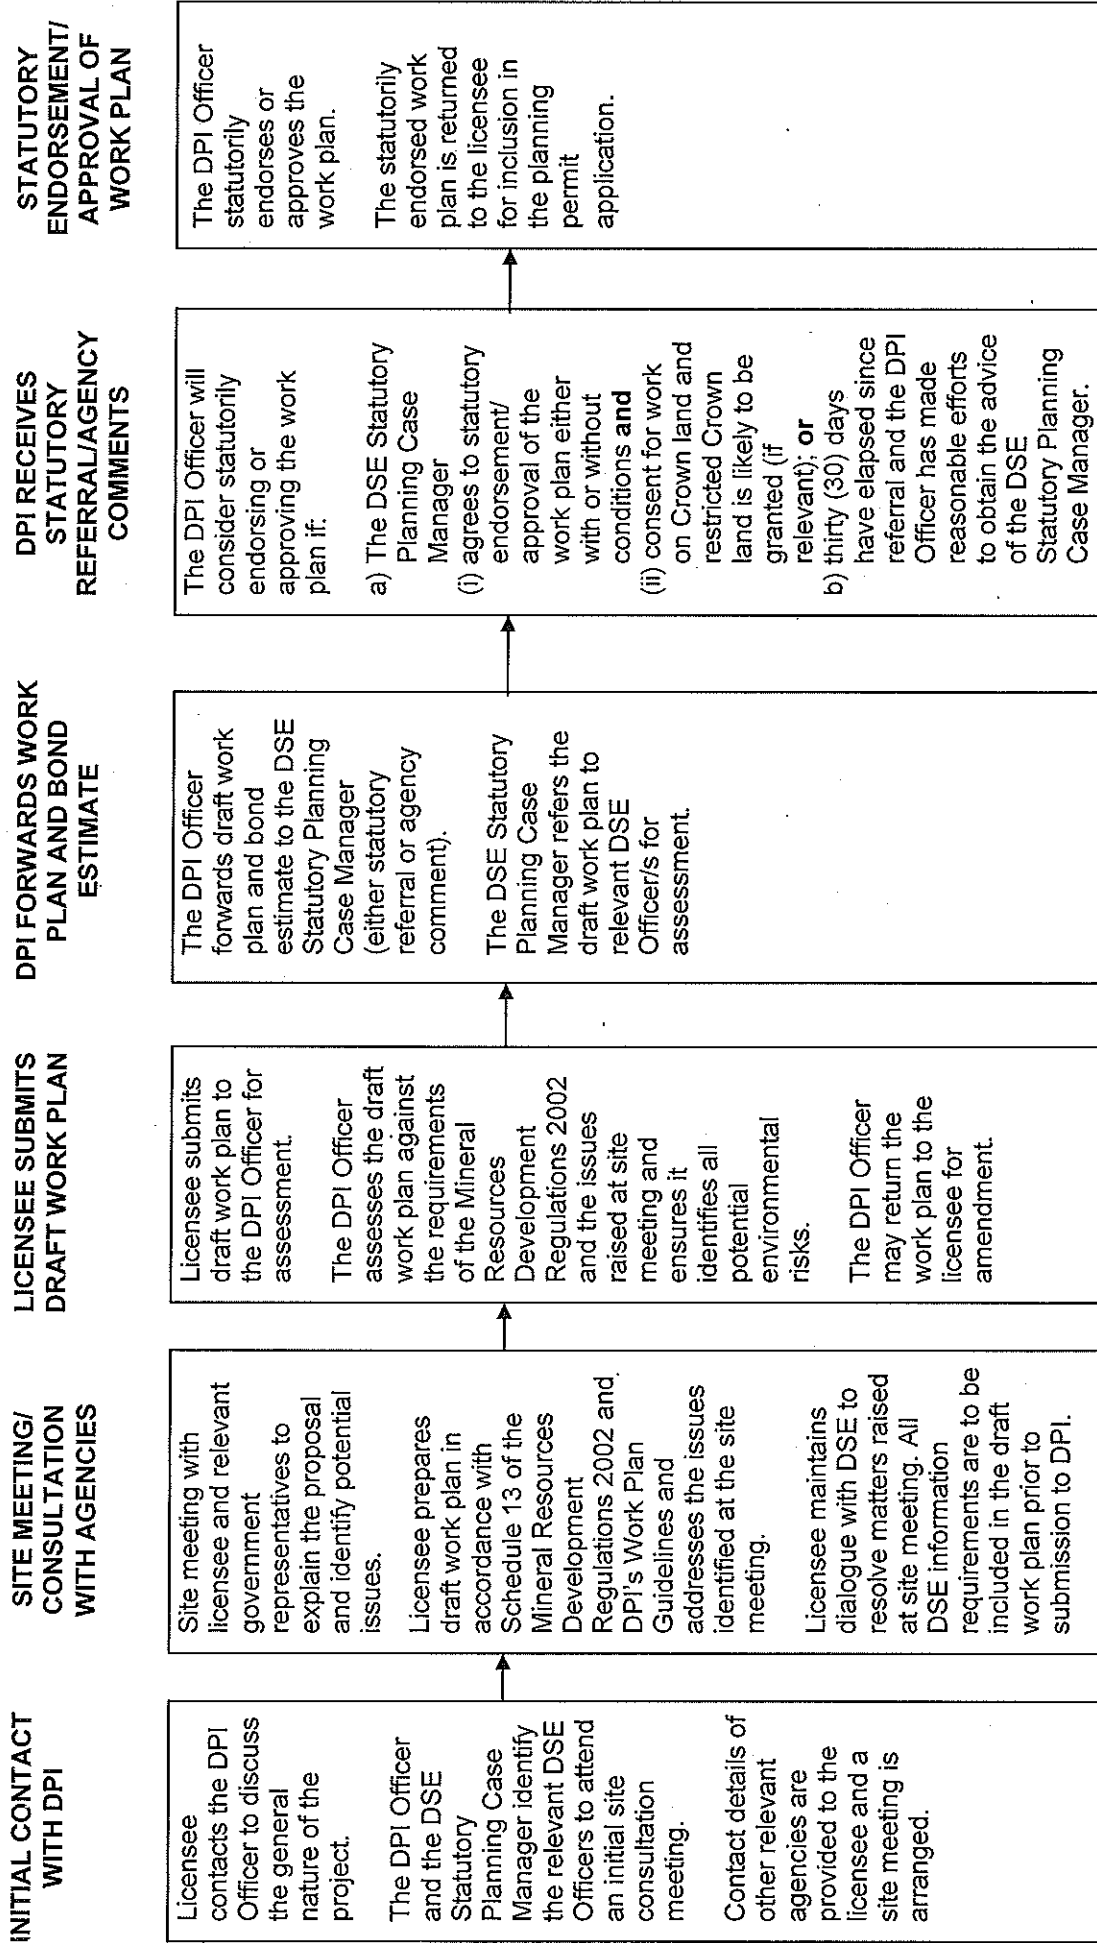 INITIAL CONTACT
WITH DPI
Licensee
contacts the DPI
Officer to discuss
the general
nature of the
project.
The DPI Officer
and the DSE
Statutory
Planning Case
Manager identify
the relevant DSE
Officers to attend
an initial site
consultation
meeting.
Contact details of
other relevant
agencies are
provided to the
licensee and a
site meeting is
arranged.
SITE MEETING/
CONSULTATION
WITH AGENCIES
Site meeting with
licensee and relevant
government
representatives to
explain the proposal
and identify potential
issues.
Licensee prepares
draft work plan in
accordance with
Schedule 13 of the
Mineral Resources
Development
Regulations 2002 and
DPI's Work Plan
Guidelines and
addresses the issues
identified at the site
meeting.
Licensee maintains
dialogue with DSE to
resolve matters raised
at site meeting. All
DSE information
requirements are to be
included in the draft
work plan prior to
submission to DPI.
LICENSEE SUBMITS
DRAFT WORK PLAN
Licensee submits
draft work plan to
the DPI Officer for
assessment.
The DPI Officer
assesses the draft
work plan against
the requirements
of the Mineral
Resources
Development
Regulations 2002
and the issues
raised at site
meeting and
ensures it
identifies all
potential
environmental
risks.
The DPI Officer
may return the
work plan to the
licensee for
amendment.
DPI FORWARDS WORK
PLAN AND BOND
ESTIMATE
The DPI Officer
forwards draft work
plan and bond
estimate to the DSE
Statutory Planning
Case Manager
(either statutory
referral or agency
comment).
The DSE Statutory
Planning Case
Manager refers the
draft work plan to
relevant DSE
Officer/s for
assessment.
DPI RECEIVES
STATUTORY
REFERRAL/AGENCY
COMMENTS
The DPI Officer will
consider statutorily
endorsing or
approving the work
plan if:
a) The DSE Statutory
Planning Case
Manager
(i) agrees to statutory
endorsement/
approval of the
work plan either
with or without
conditions and
(ii) consent for work
on Crown land and
restricted Crown
land is likely to be
granted (if
relevant); or
b) thirty (30) days
have elapsed since
referral and the DPI
Officer has made
reasonable efforts
to obtain the advice
of the DSE
Statutory Planning
Case Manager.
STATUTORY
ENDORSEMENT/
APPROVAL OF
WORK PLAN
The DPI Officer
statutorily
endorses or
approves the
work plan.
The statutorily
endorsed work
plan is returned
to the licensee
for inclusion in
the planning
permit
application.